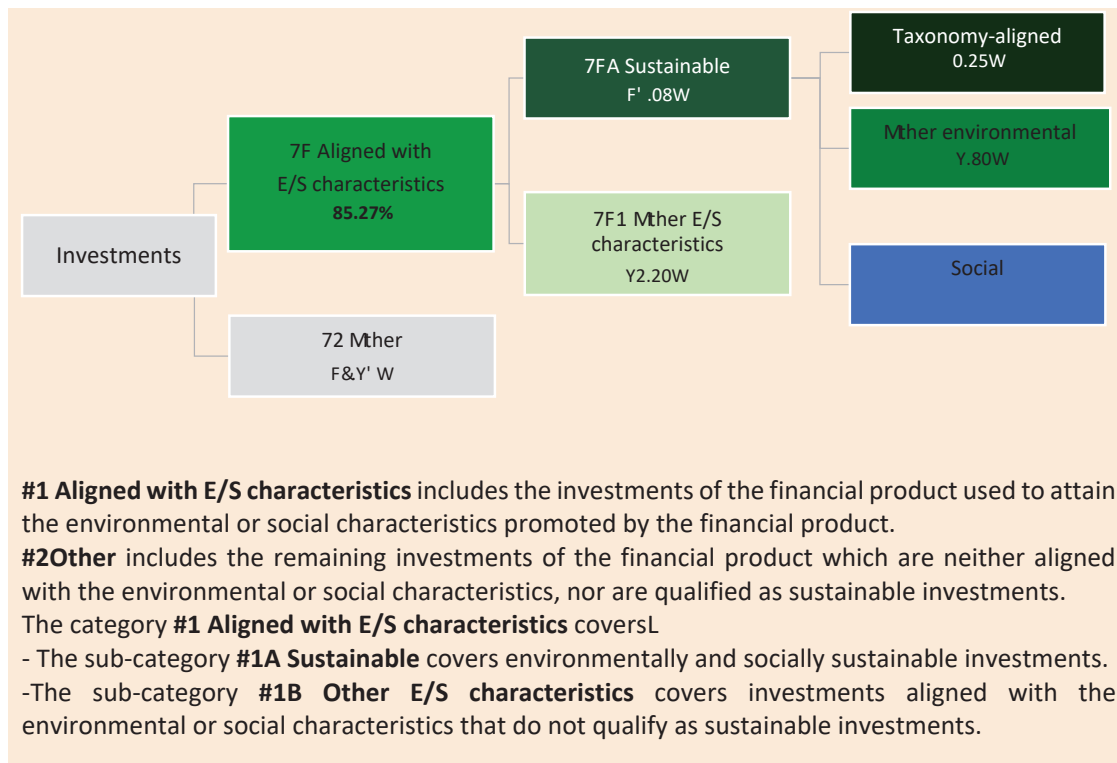 Investments
7F Aligned with
E/S characteristics
85.27%
72 Mther
F&Y' W
7FA Sustainable
F' .08W
7F1 Mther E/S
characteristics
Y2.20W
Taxonomy-aligned
0.25W
Mther environmental
Y.80W
Social
#1 Aligned with E/S characteristics includes the investments of the financial product used to attain
the environmental or social characteristics promoted by the financial product.
#2Other includes the remaining investments of the financial product which are neither aligned
with the environmental or social characteristics, nor are qualified as sustainable investments.
The category #1 Aligned with E/S characteristics coversL
- The sub-category #1A Sustainable covers environmentally and socially sustainable investments.
-The sub-category #1B Other E/S characteristics covers investments aligned with the
environmental or social characteristics that do not qualify as sustainable investments.